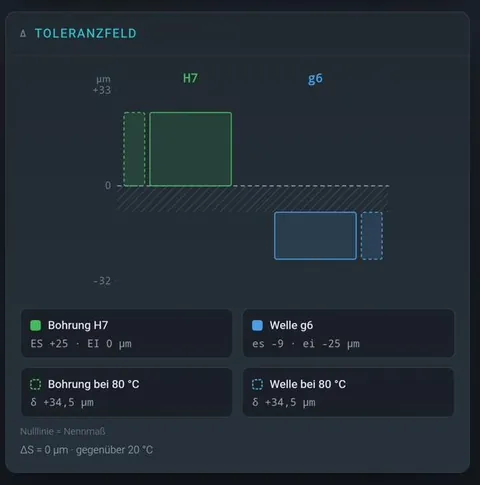 Δ TOLERANZFELD
H7 g6
µm
+33
0
-32
Bohrung H7
ES +25 · EI 0 µm
Welle g6
es -9 · ei -25 µm
Bohrung bei 80 °C
δ +34,5 µm
Welle bei 80 °C
δ +34,5 µm
Nulllinie = Nennmaß
ΔS = 0 µm · gegenüber 20 °C